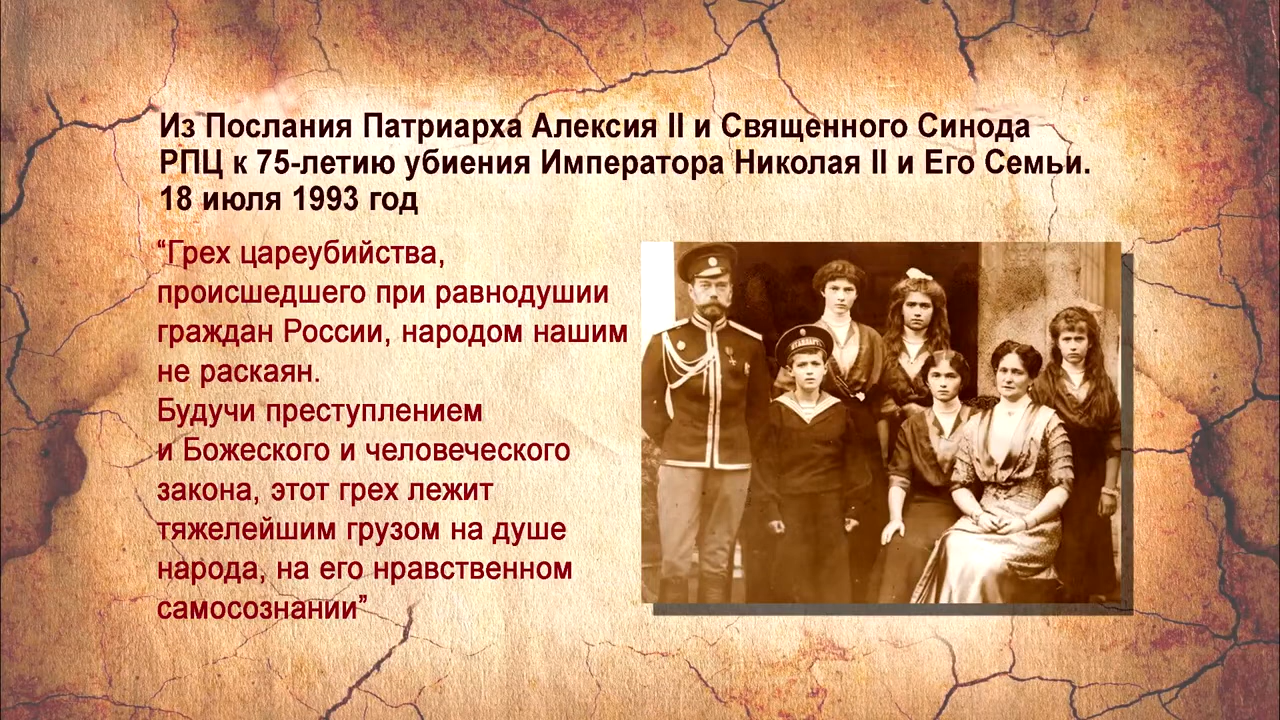 Из Послания Патриарха Алексия II и Священного Синода
РПЦ к 75-летию убиения Императора Николая II и Его Семьи.
18 июля 1993 год
“Грех цареубийства,
происшедшего при равнодушии
граждан России, народом нашим
не раскаян.
Будучи преступлением
и Божеского и человеческого
закона, этот грех лежит
тяжелейшим грузом на душе
народа, на его нравственном
самосознании”